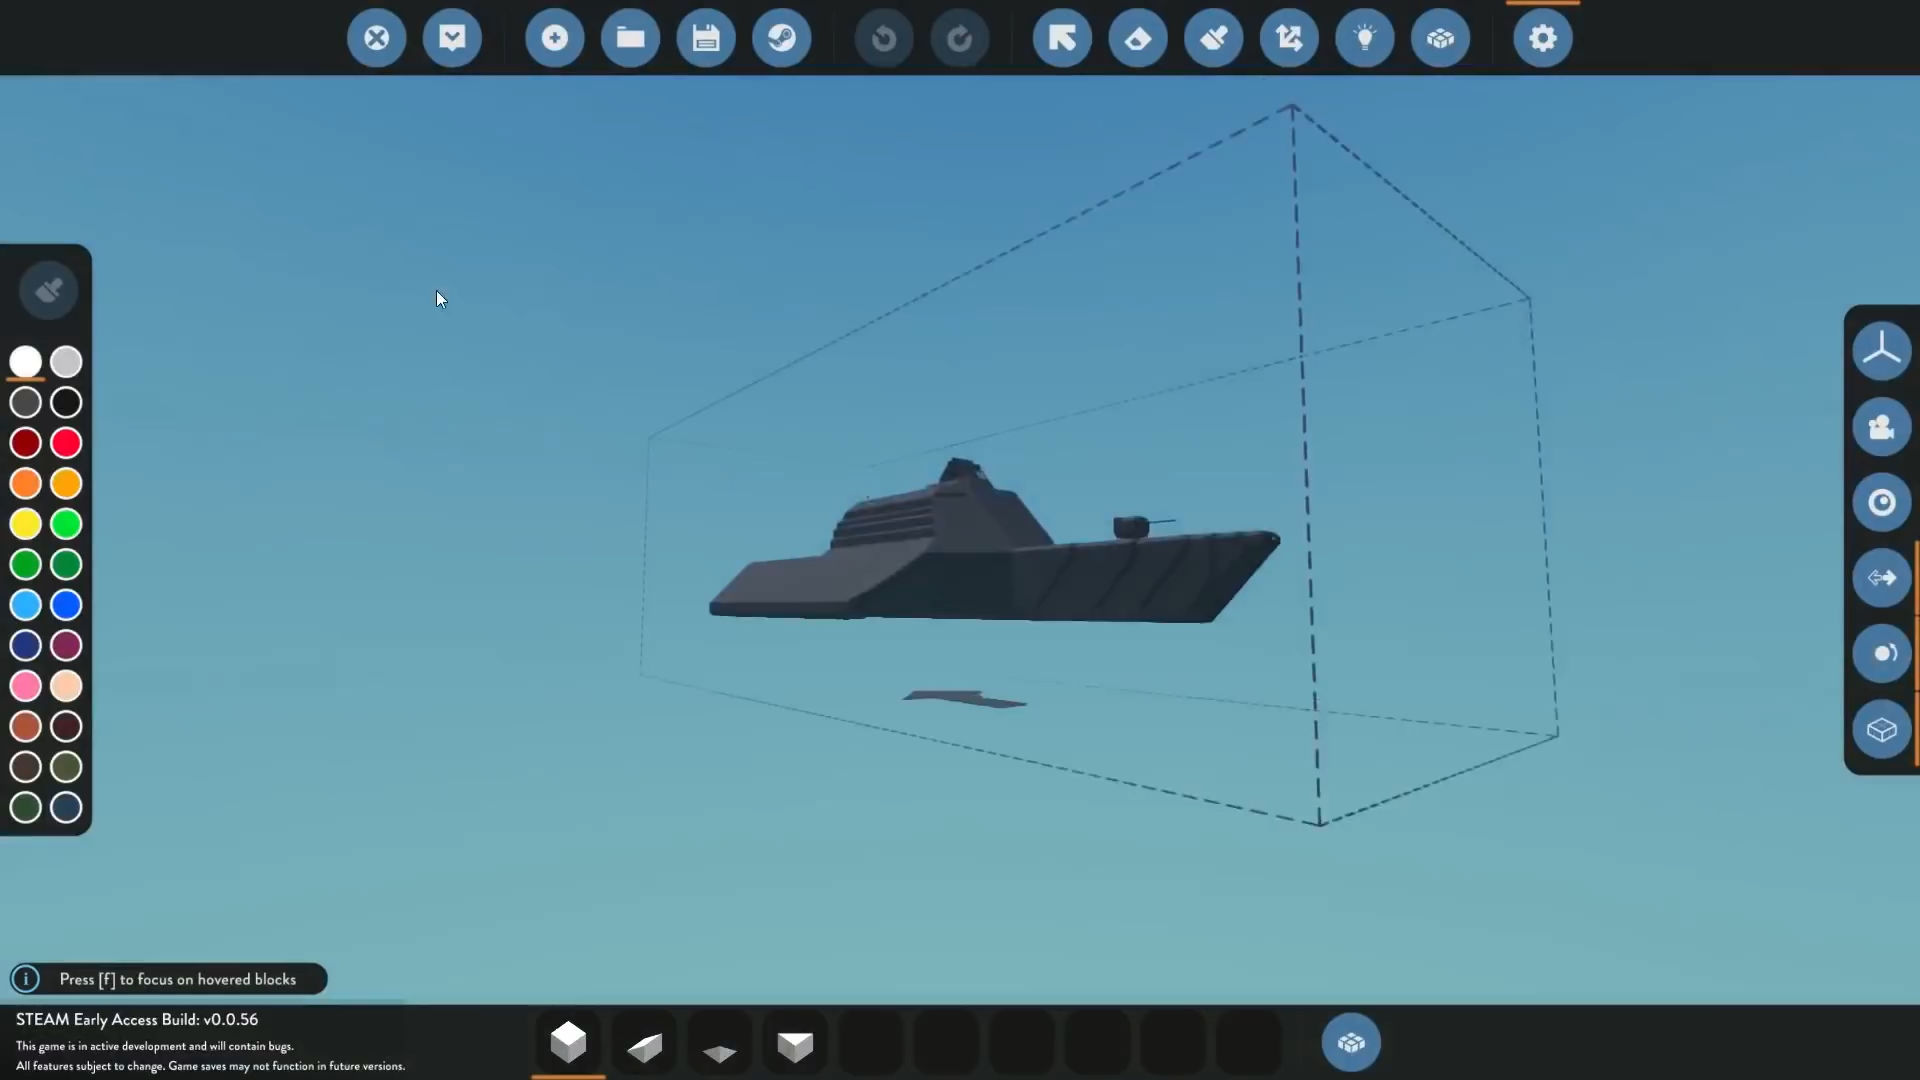 Press [f] to focus on hovered blocks
STEAM Early Access Build: v0.0.56
This game is in active development and will contain bugs.
All features subject to change. Game saves may not function in future versions.